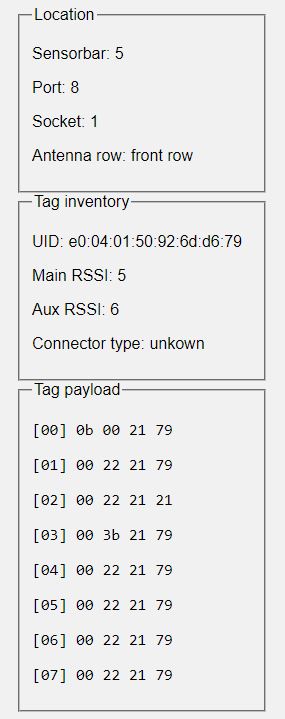 Location
Sensorbar: 5
Port: 8
Socket: 1
Antenna row: front row
Tag inventory
UID: e0:04:01:50:92:6d:d6:79
Main RSSI: 5
Aux RSSI: 6
Connector type: unkown
Tag payload
[00] 0b 00 21 79
[01] 00 22 21 79
[02] 00 22 21 21
[03] 00 3b 21 79
[04] 00 22 21 79
[05] 00 22 21 79
[06] 00 22 21 79
[07] 00 22 21 79